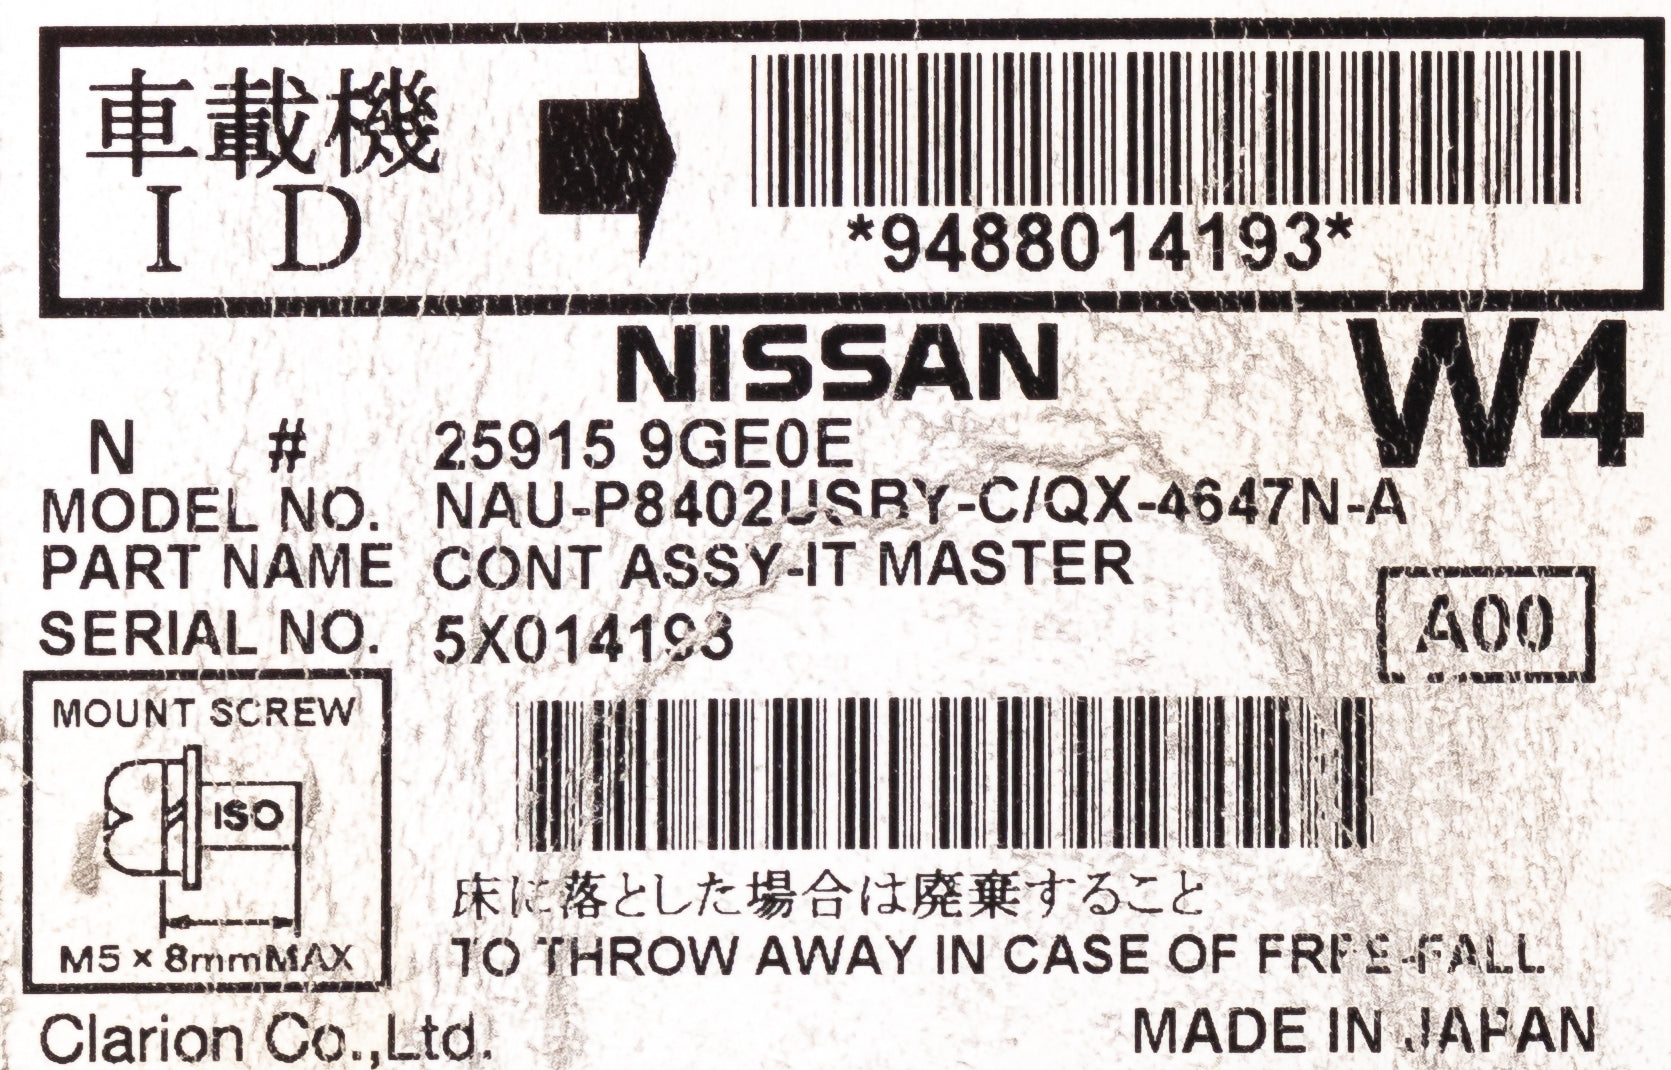 車載機
I D
*9488014193*
NISSAN
W4
N # 25915 9GE0E
MODEL NO. NAU-P8402USBY-C/QX-4647N-A
PART NAME CONT ASSY-IT MASTER
SERIAL NO. 5X014193
A00
MOUNT SCREW
ISO
M5×8mmMAX
床に落とした場合は廃棄すること
TO THROW AWAY IN CASE OF FREE-FALL.
Clarion Co.,Ltd.
MADE IN JAPAN